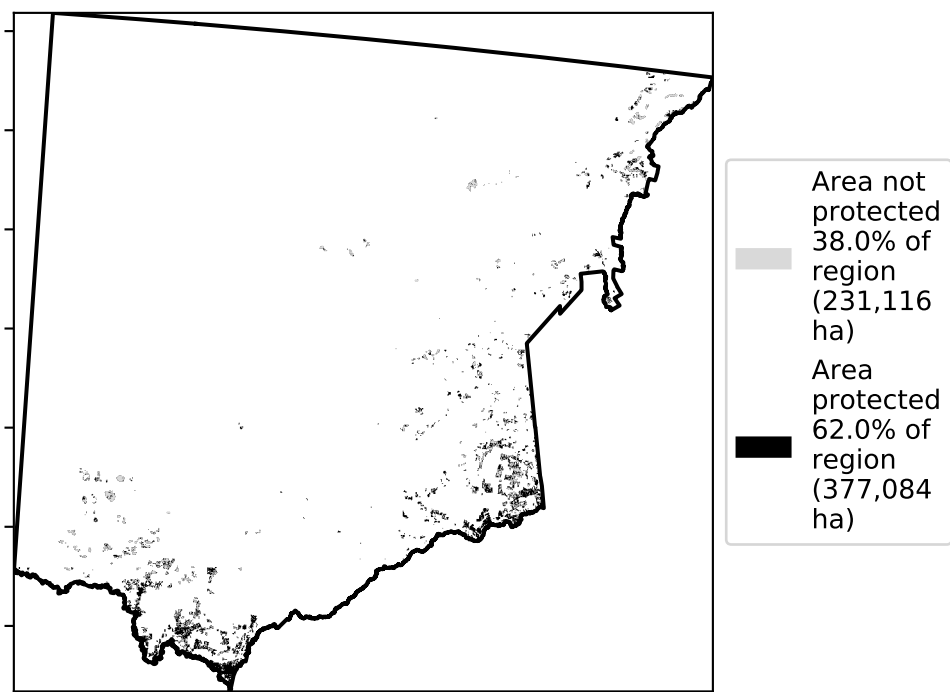 Area not
protected
38.0% of
region
(231,116
ha)
Area
protected
62.0% of
region
(377,084
ha)